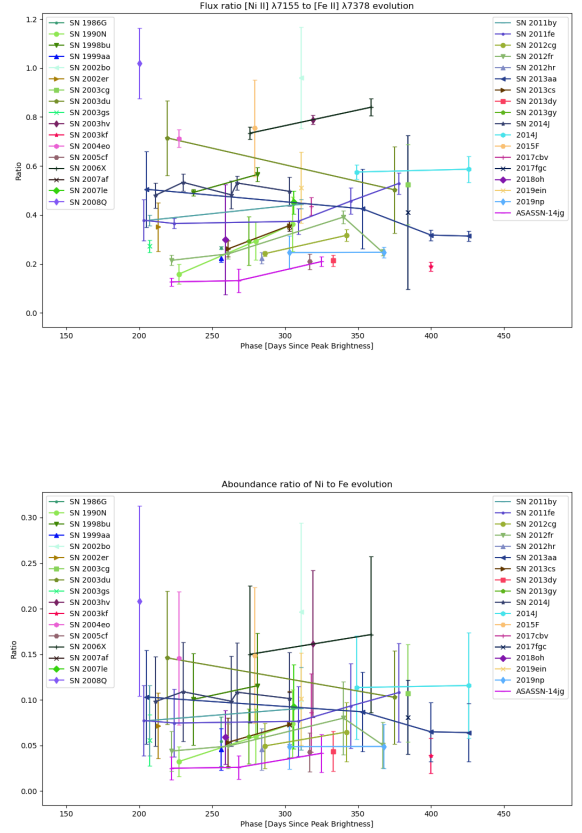 Flux ratio [Ni II] λ7155 to [Fe II] λ7378 evolution
1.2
1.0
0.8
0.6
0.4
0.2
0.0
Ratio
150
200
250
300
350
400
450
Phase [Days Since Peak Brightness]
SN 1986G
SN 1990N
SN 1998bu
SN 1999aa
SN 2002bo
SN 2002er
SN 2003cg
SN 2003du
SN 2003gs
SN 2003hv
SN 2003kf
SN 2004eo
SN 2005cf
SN 2006X
SN 2007af
SN 2007le
SN 2008Q
SN 2011by
SN 2011fe
SN 2012cg
SN 2012fr
SN 2012hr
SN 2013aa
SN 2013cs
SN 2013dy
SN 2013gy
SN 2014J
2014J
2015F
2017cbv
2017fgc
2018oh
2019ein
2019np
ASASSN-14jg
Aboundance ratio of Ni to Fe evolution
0.30
0.25
0.20
0.15
0.10
0.05
0.00
Ratio
150
200
250
300
350
400
450
Phase [Days Since Peak Brightness]
SN 1986G
SN 1990N
SN 1998bu
SN 1999aa
SN 2002bo
SN 2002er
SN 2003cg
SN 2003du
SN 2003gs
SN 2003hv
SN 2003kf
SN 2004eo
SN 2005cf
SN 2006X
SN 2007af
SN 2007le
SN 2008Q
SN 2011by
SN 2011fe
SN 2012cg
SN 2012fr
SN 2012hr
SN 2013aa
SN 2013cs
SN 2013dy
SN 2013gy
SN 2014J
2014J
2015F
2017cbv
2017fgc
2018oh
2019ein
2019np
ASASSN-14jg